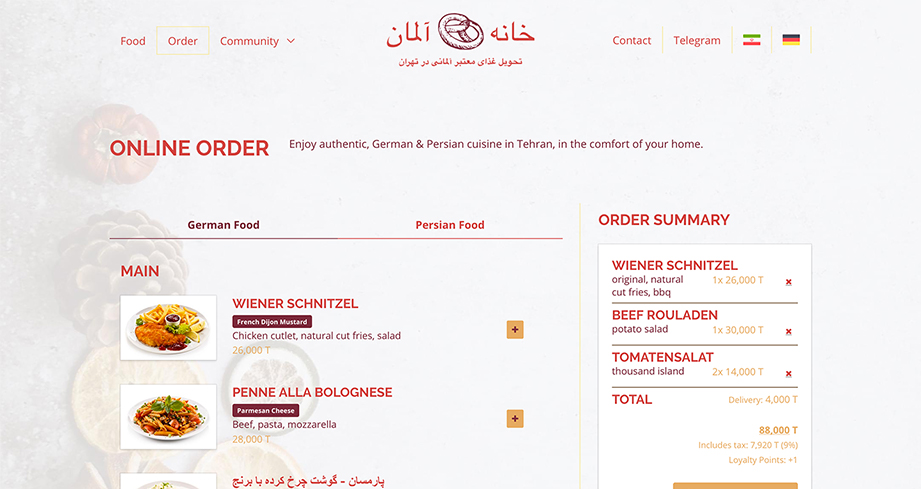 Food
Order
Community
خانه آلمان
تحویل غذای معتبر آلمانی در تهران
Contact
Telegram
ONLINE ORDER
Enjoy authentic, German & Persian cuisine in Tehran, in the comfort of your home.
German Food
Persian Food
MAIN
WIENER SCHNITZEL
French Dijon Mustard
Chicken cutlet, natural cut fries, salad
26,000 T
+
PENNE ALLA BOLOGNESE
Parmesan Cheese
Beef, pasta, mozzarella
28,000 T
+
پارمسان - گوشت چرخ کرده با برنج
ORDER SUMMARY
WIENER SCHNITZEL
original, natural 1x 26,000 T
cut fries, bbq
BEEF ROULADEN
potato salad 1x 30,000 T
TOMATENSALAT
thousand island 2x 14,000 T
TOTAL Delivery: 4,000 T
88,000 T
Includes tax: 7,920 T (9%)
Loyalty Points: +1